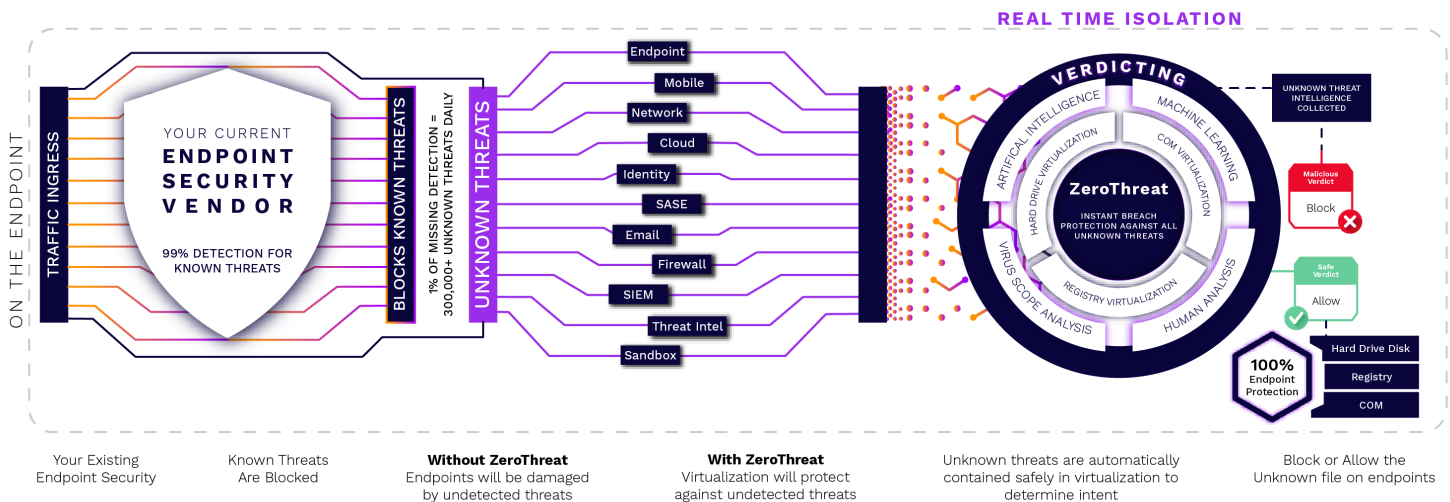 REAL TIME ISOLATION
ON THE ENDPOINT
TRAFFIC INGRESS
YOUR CURRENT
ENDPOINT
SECURITY
VENDOR
99% DETECTION FOR
KNOWN THREATS
BLOCKS KNOWN THREATS
1% OF MISSING DETECTION =
300,000+ UNKNOWN THREATS DAILY
UNKNOWN THREATS
Endpoint
Mobile
Network
Cloud
Identity
SASE
Email
Firewall
SIEM
Threat Intel
Sandbox
VERDICTING
ARTIFICAL INTELLIGENCE
MACHINE LEARNING
HARD DRIVE VIRTUALIZATION
COM VIRTUALIZATION
ZeroThreat
INSTANT BREACH
PROTECTION AGAINST ALL
UNKNOWN THREATS
REGISTRY VIRTUALIZATION
VIRUS SCOPE ANALYSIS
HUMAN ANALYSIS
UNKNOWN THREAT
INTELLIGENCE
COLLECTED
Malicious
Verdict
Block
Safe
Verdict
Allow
100%
Endpoint
Protection
Hard Drive Disk
Registry
COM
Your Existing
Endpoint Security
Known Threats
Are Blocked
Without ZeroThreat
Endpoints will be damaged
by undetected threats
With ZeroThreat
Virtualization will protect
against undetected threats
Unknown threats are automatically
contained safely in virtualization to
determine intent
Block or Allow the
Unknown file on endpoints